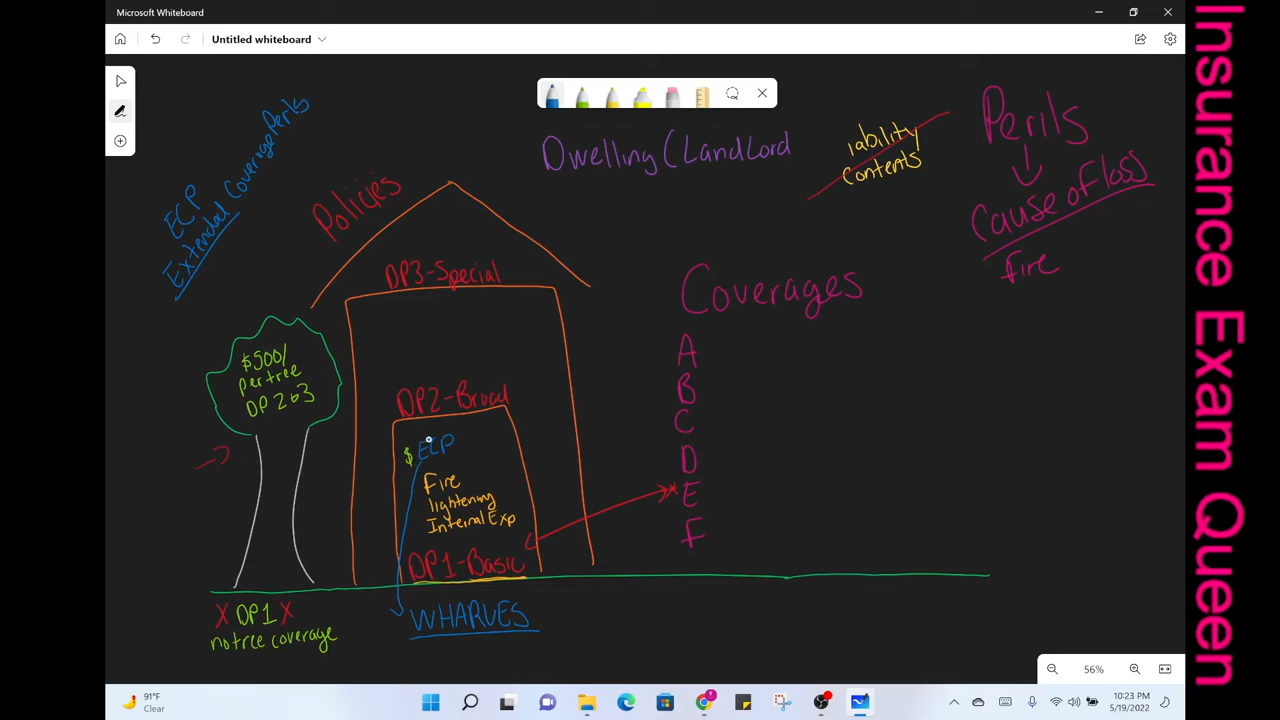 Microsoft Whiteboard
Untitled whiteboard
ECP
Extended Coverage Perils
Policies
Dwelling (LandLord
iability
contents
Perils
Cause of loss
Fire
DP3-Special
Coverages
A
B
C
D
E
F
$500/
per tree
DP 2 & 3
DP2-Broad
$ ECP
Fire
lightening
Internal Exp
DP1-Basic
X DP1 X
no tree coverage
WHARVES
56%
91°F
Clear
10:23 PM
5/19/2022
Insurance Exam Queen